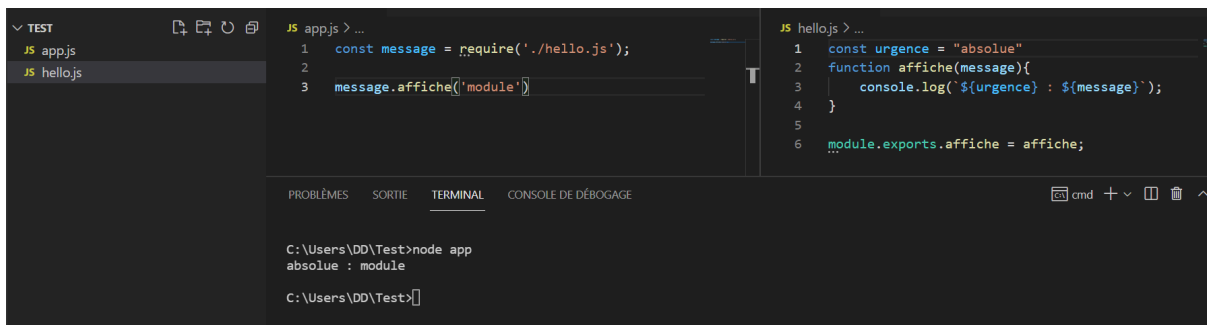 TEST
JS app.js
JS hello.js
JS app.js > ...
1 const message = require('./hello.js');
2
3 message.affiche('module')
JS hello.js > ...
1 const urgence = "absolue"
2 function affiche(message){
3 console.log(`${urgence} : ${message}`);
4 }
5
6 module.exports.affiche = affiche;
PROBLÈMES SORTIE TERMINAL CONSOLE DE DÉBOGAGE
cmd
C:\Users\DD\Test>node app
absolue : module
C:\Users\DD\Test>